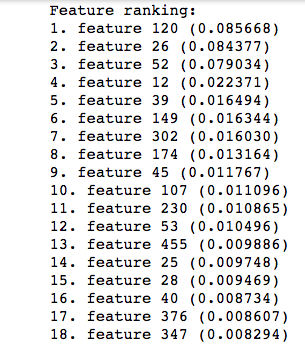 Feature ranking:
1. feature 120 (0.085668)
2. feature 26 (0.084377)
3. feature 52 (0.079034)
4. feature 12 (0.022371)
5. feature 39 (0.016494)
6. feature 149 (0.016344)
7. feature 302 (0.016030)
8. feature 174 (0.013164)
9. feature 45 (0.011767)
10. feature 107 (0.011096)
11. feature 230 (0.010865)
12. feature 53 (0.010496)
13. feature 455 (0.009886)
14. feature 25 (0.009748)
15. feature 28 (0.009469)
16. feature 40 (0.008734)
17. feature 376 (0.008607)
18. feature 347 (0.008294)